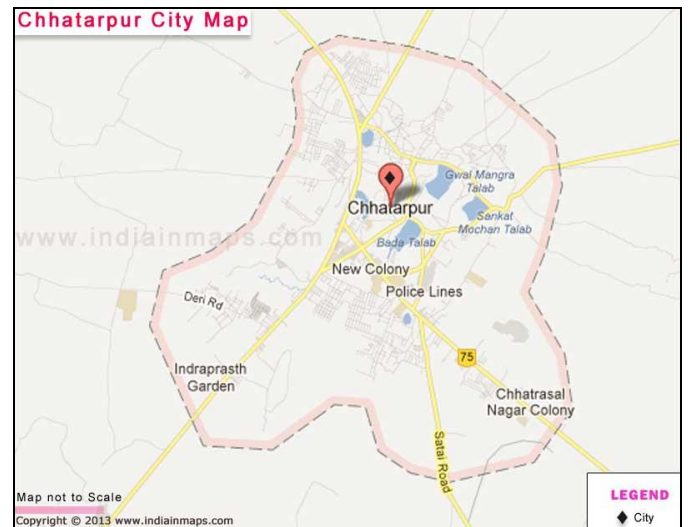 Chhatarpur City Map
Gwal Mangra
Talab
Chhatarpur
Sankat
Mochan Talab
www.indiainmaps.com
Bada Talab
New Colony
Police Lines
Deri Rd
75
Indraprasth
Garden
Chhatrasal
Nagar Colony
Satai Road
Map not to Scale
LEGEND
City
Copyright © 2013 www.indiainmaps.com